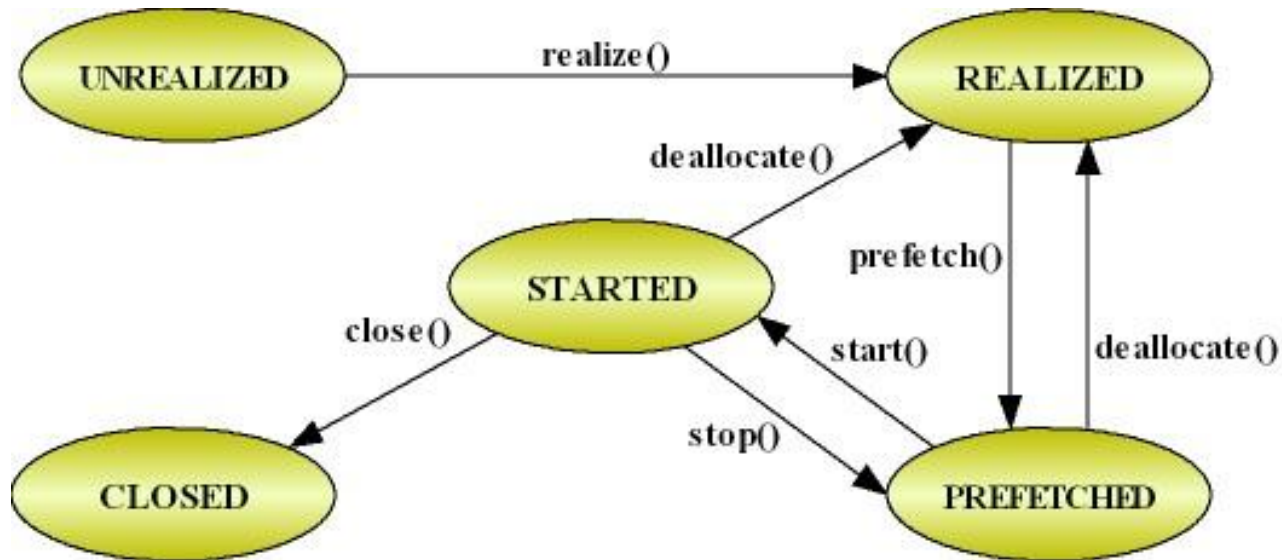 realize()
UNREALIZED
REALIZED
deallocate()
prefetch()
STARTED
close()
start()
deallocate()
stop()
CLOSED
PREFETCHED